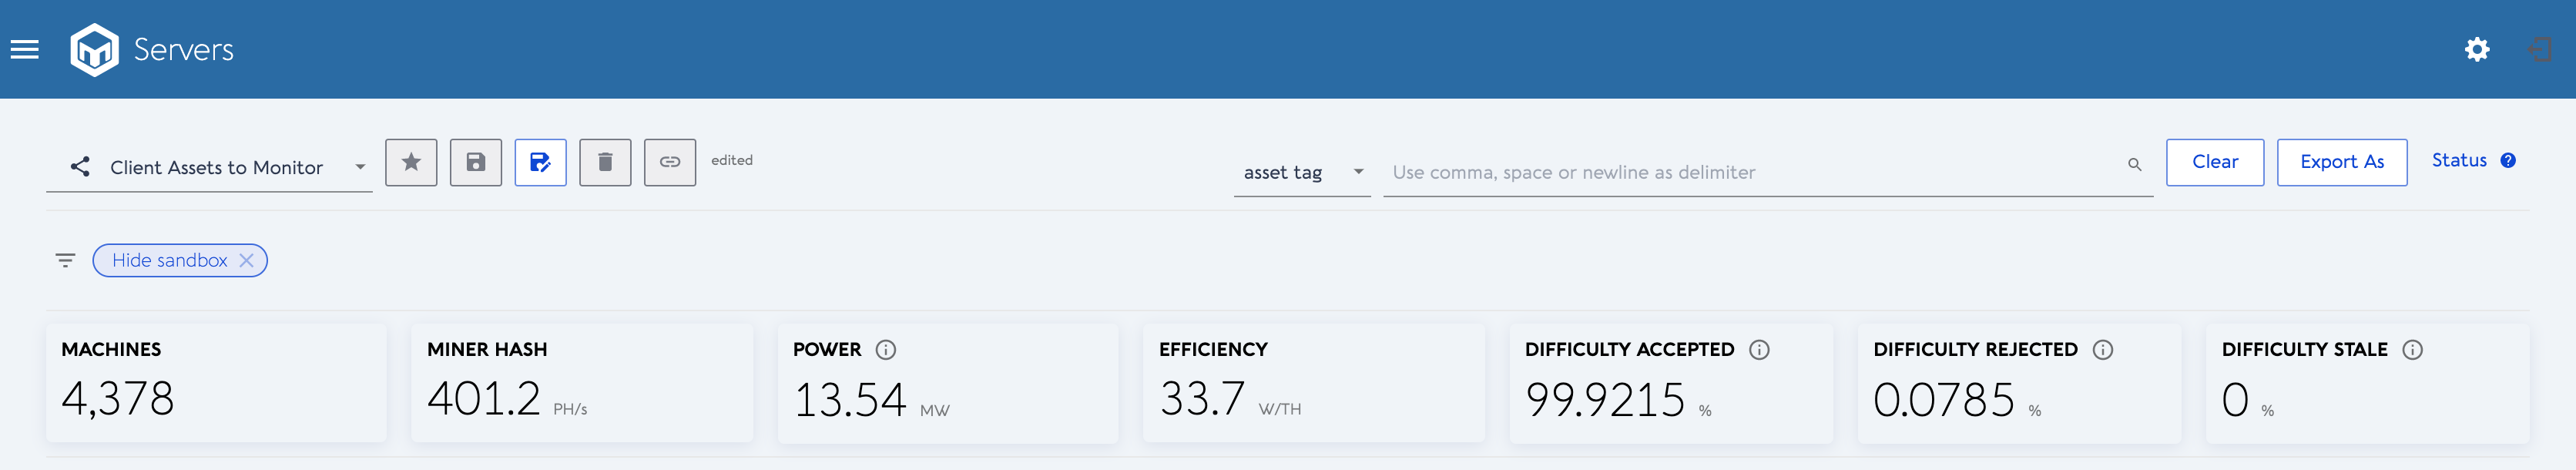 Servers
Client Assets to Monitor
edited
asset tag
Use comma, space or newline as delimiter
Clear
Export As
Status
Hide sandbox
MACHINES
4,378
MINER HASH
401.2 PH/s
POWER
13.54 MW
EFFICIENCY
33.7 W/TH
DIFFICULTY ACCEPTED
99.9215 %
DIFFICULTY REJECTED
0.0785 %
DIFFICULTY STALE
0 %